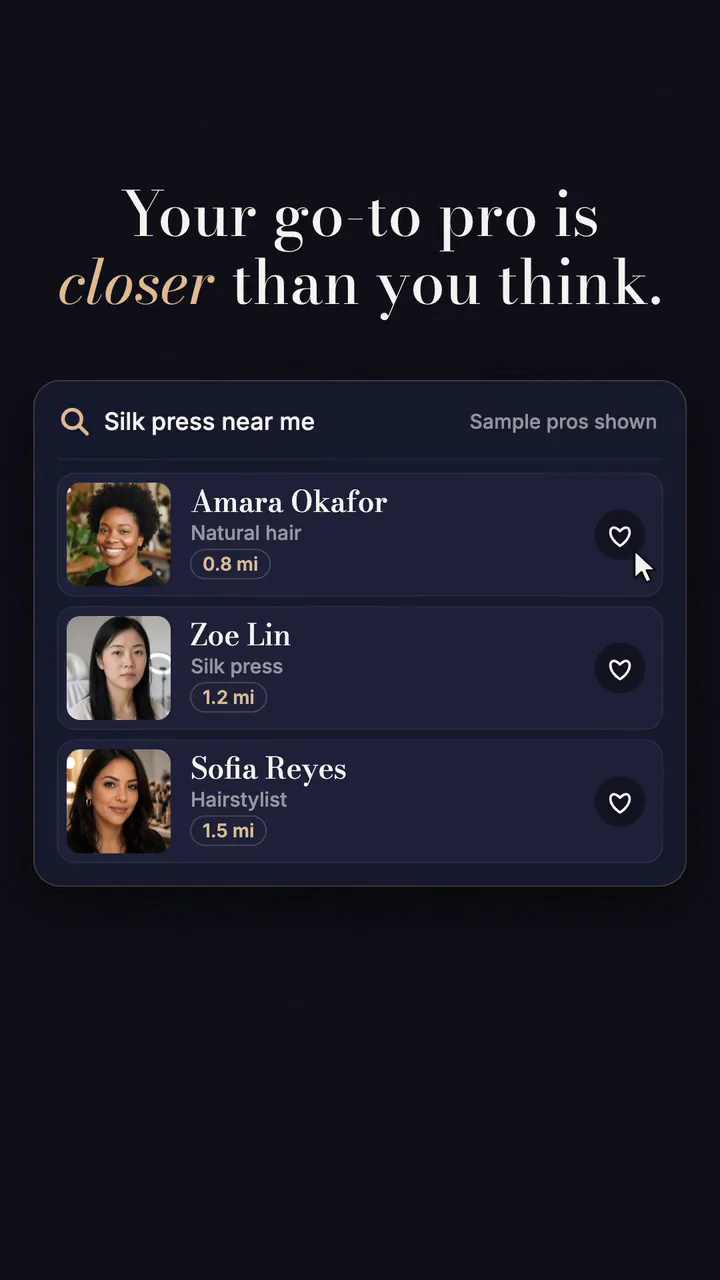 Your go-to pro is
closer than you think.
Silk press near me
Sample pros shown
Amara Okafor
Natural hair
0.8 mi
Zoe Lin
Silk press
1.2 mi
Sofia Reyes
Hairstylist
1.5 mi